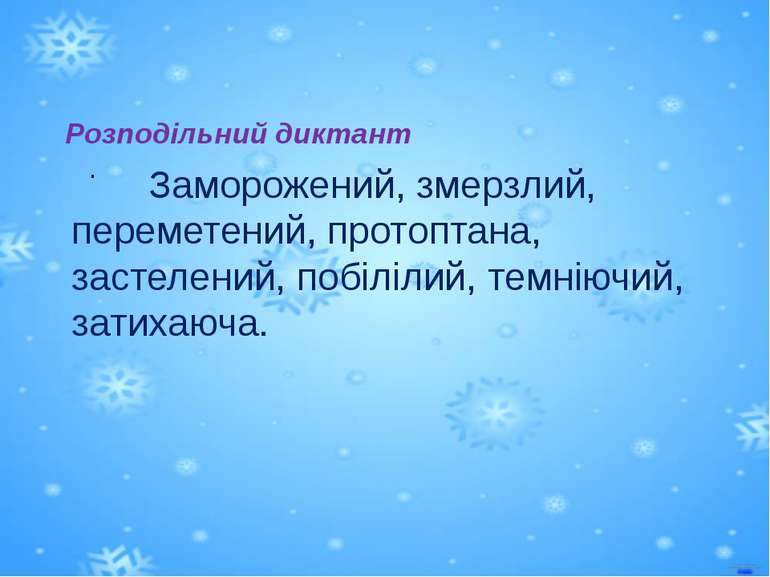 Розподільний диктант
Заморожений, змерзлий,
переметений, протоптана,
застелений, побілілий, темніючий,
затихаюча.